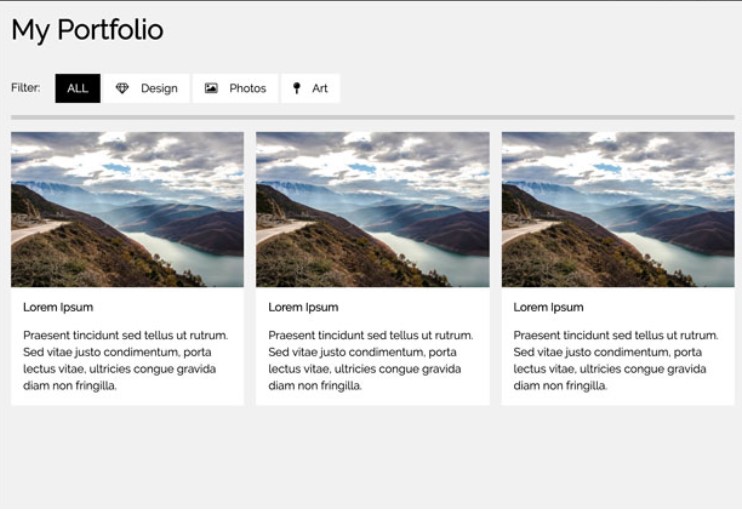 My Portfolio
Filter: ALL Design Photos Art
Lorem Ipsum
Praesent tincidunt sed tellus ut rutrum.
Sed vitae justo condimentum, porta
lectus vitae, ultricies congue gravida
diam non fringilla.
Lorem Ipsum
Praesent tincidunt sed tellus ut rutrum.
Sed vitae justo condimentum, porta
lectus vitae, ultricies congue gravida
diam non fringilla.
Lorem Ipsum
Praesent tincidunt sed tellus ut rutrum.
Sed vitae justo condimentum, porta
lectus vitae, ultricies congue gravida
diam non fringilla.